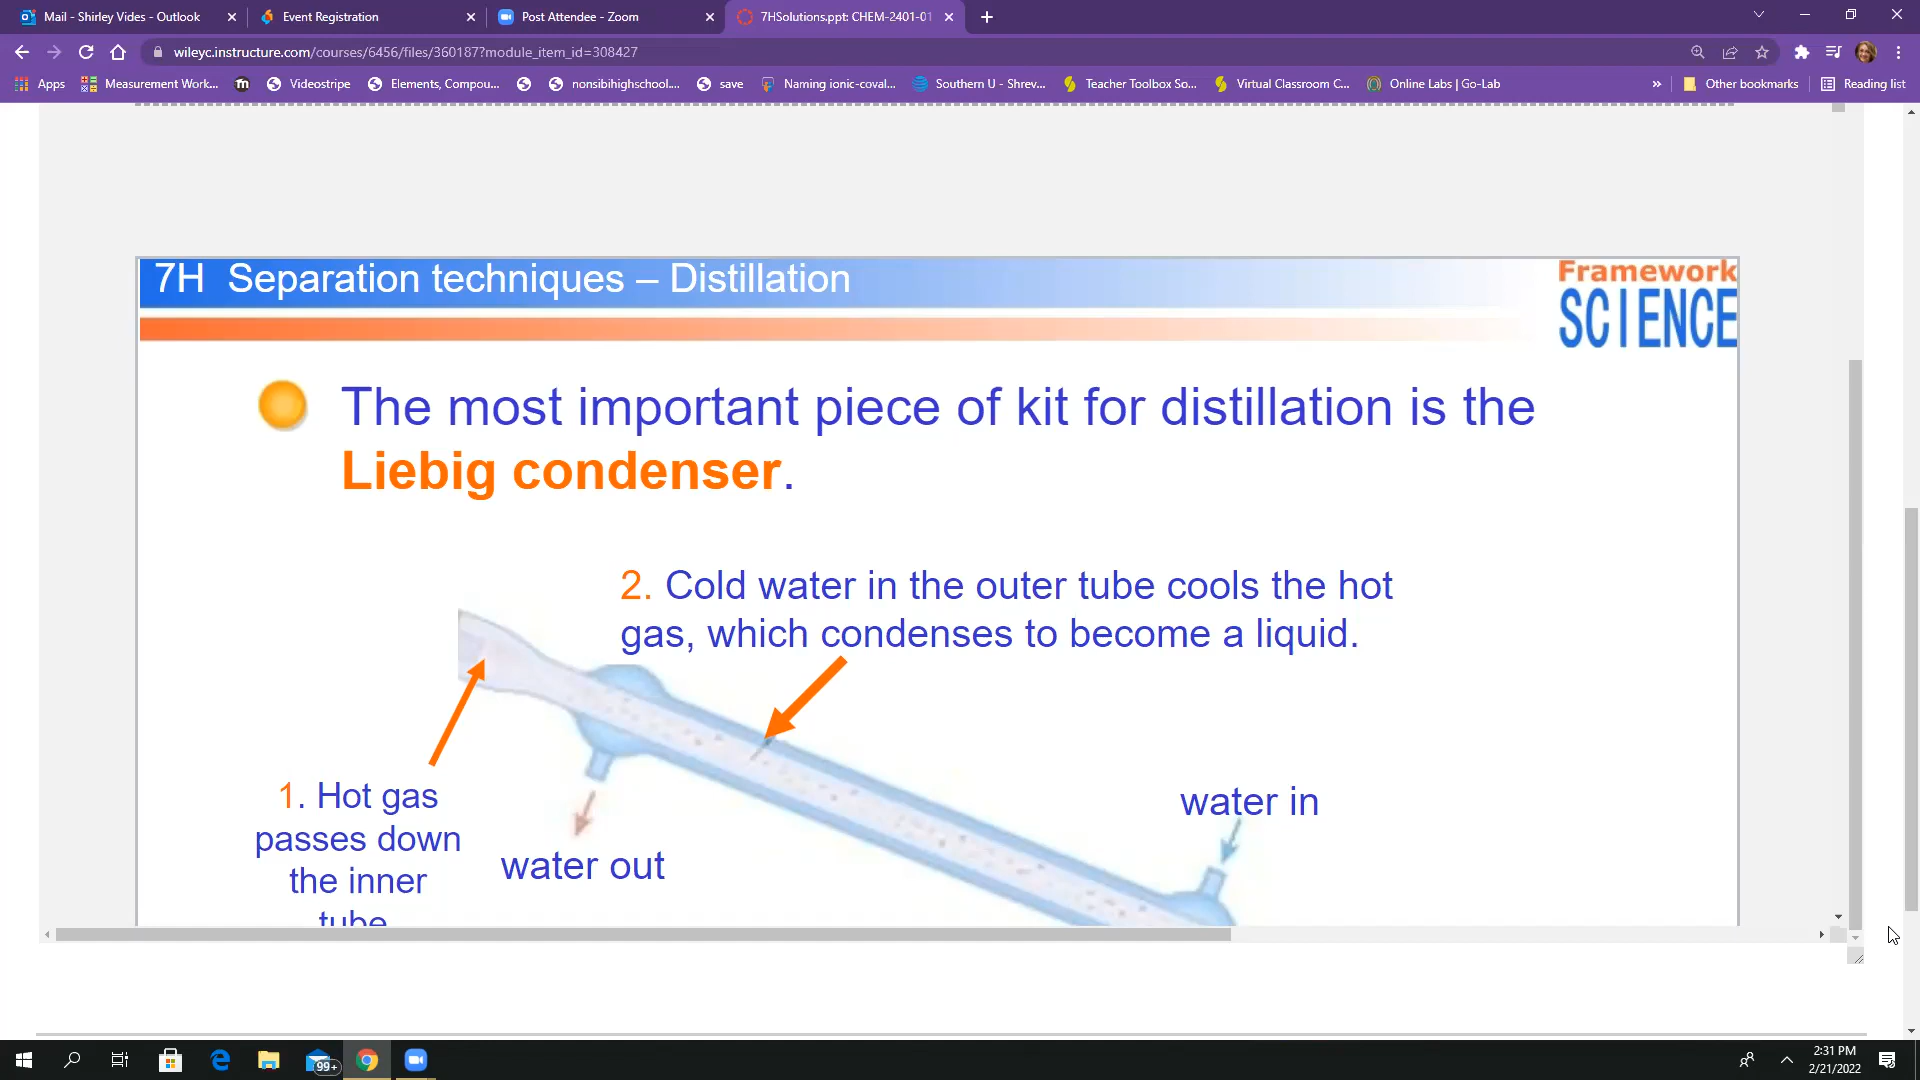 Mail - Shirley Vides - Outlook
Event Registration
Post Attendee - Zoom
7HSolutions.ppt: CHEM-2401-01
wileyc.instructure.com/courses/6456/files/360187?module_item_id=308427
Apps
Measurement Work...
Videostripe
Elements, Compou...
nonsibihighschool....
save
Naming ionic-coval...
Southern U - Shrev...
Teacher Toolbox So...
Virtual Classroom C...
Online Labs | Go-Lab
»
Other bookmarks
Reading list
7H Separation techniques – Distillation
Framework
SCIENCE
The most important piece of kit for distillation is the
Liebig condenser.
2. Cold water in the outer tube cools the hot
gas, which condenses to become a liquid.
1. Hot gas
passes down
the inner
tube
water out
water in
99+
2:31 PM
2/21/2022